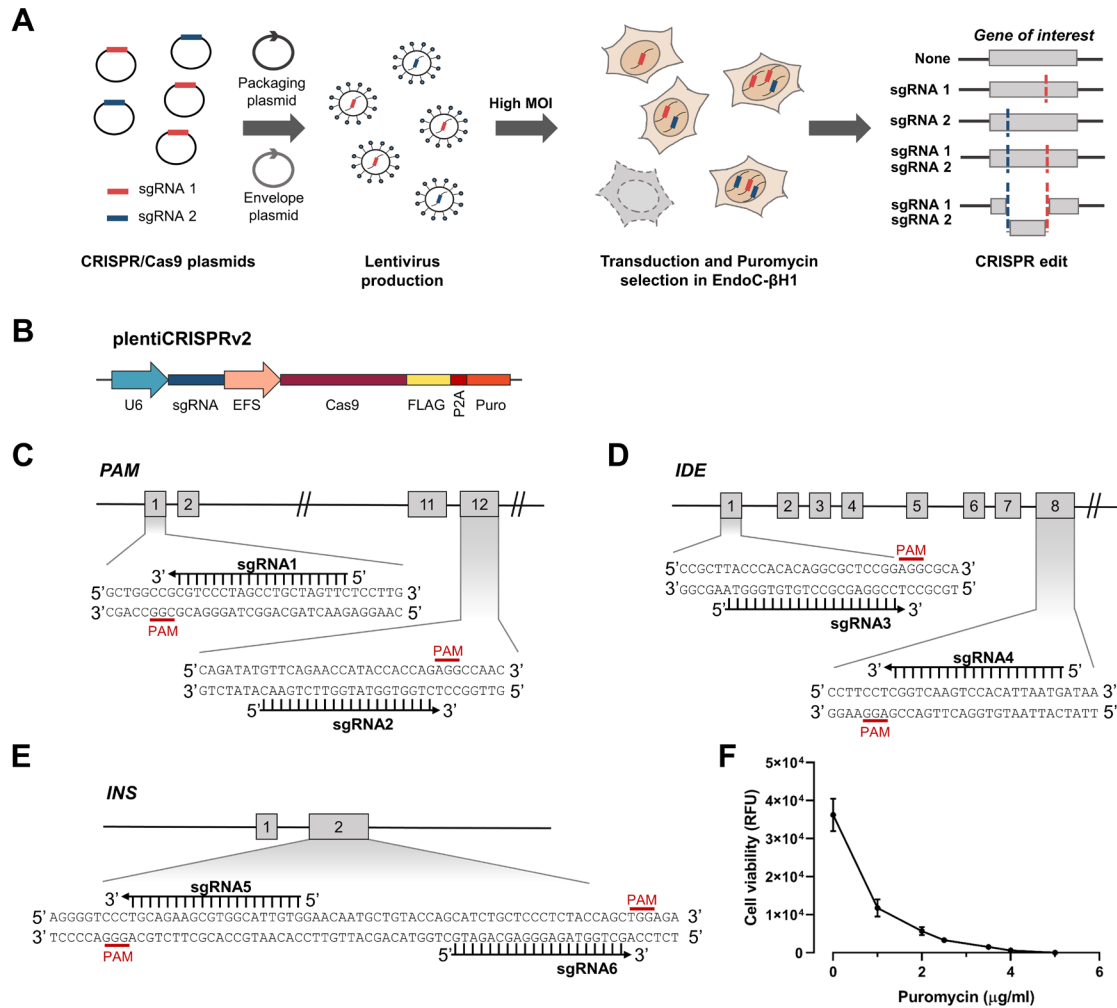 A
Packaging
plasmid
Envelope
plasmid
sgRNA 1
sgRNA 2
CRISPR/Cas9 plasmids
Lentivirus
production
High MOI
Transduction and Puromycin
selection in EndoC-βH1
Gene of interest
None
sgRNA 1
sgRNA 2
sgRNA 1
sgRNA 2
sgRNA 1
sgRNA 2
CRISPR edit
B
plentiCRISPRv2
U6
sgRNA
EFS
Cas9
FLAG
P2A
Puro
C
PAM
1
2
11
12
sgRNA1
3’
5’
5’ GCTGGCCGCGTCCCTAGCCTGCTAGTTCTCCTTG 3’
3’ CGACCGGCGCAGGGATCGGACGATCAAGAGGAAC 5’
PAM
PAM
5’ CAGATATGTTCAGAACCATACCACCAGAGGCCAAC 3’
3’ GTCTATACAAGTCTTGGTATGGTGGTCTCCGGTTG 5’
5’
3’
sgRNA2
D
IDE
1
2
3
4
5
6
7
8
PAM
5’ CCGCTTACCCACACAGGCGCTCCGGAGGCGCA 3’
3’ GGCGAATGGGTGTGTCCGCGAGGCCTCCGCGT 5’
5’
3’
sgRNA3
sgRNA4
3’
5’
5’ CCTTCCTCGGTCAAGTCCACATTAATGATAA 3’
3’ GGAAGGAGCCAGTTCAGGTGTAATTACTATT 5’
PAM
E
INS
1
2
sgRNA5
3’
5’
PAM
5’ AGGGGTCCCTGCAGAAGCGTGGCATTGTGGAACAATGCTGTACCAGCATCTGCTCCCTCTACCAGCTGGAGA 3’
3’ TCCCCAGGGACGTCTTCGCACCGTAACACCTTGTTACGACATGGTCGTAGACGAGGGAGATGGTCGACCTCT 5’
PAM
5’
3’
sgRNA6
F
Cell viability (RFU)
5×10⁴
4×10⁴
3×10⁴
2×10⁴
1×10⁴
0
0
2
4
6
Puromycin (μg/ml)